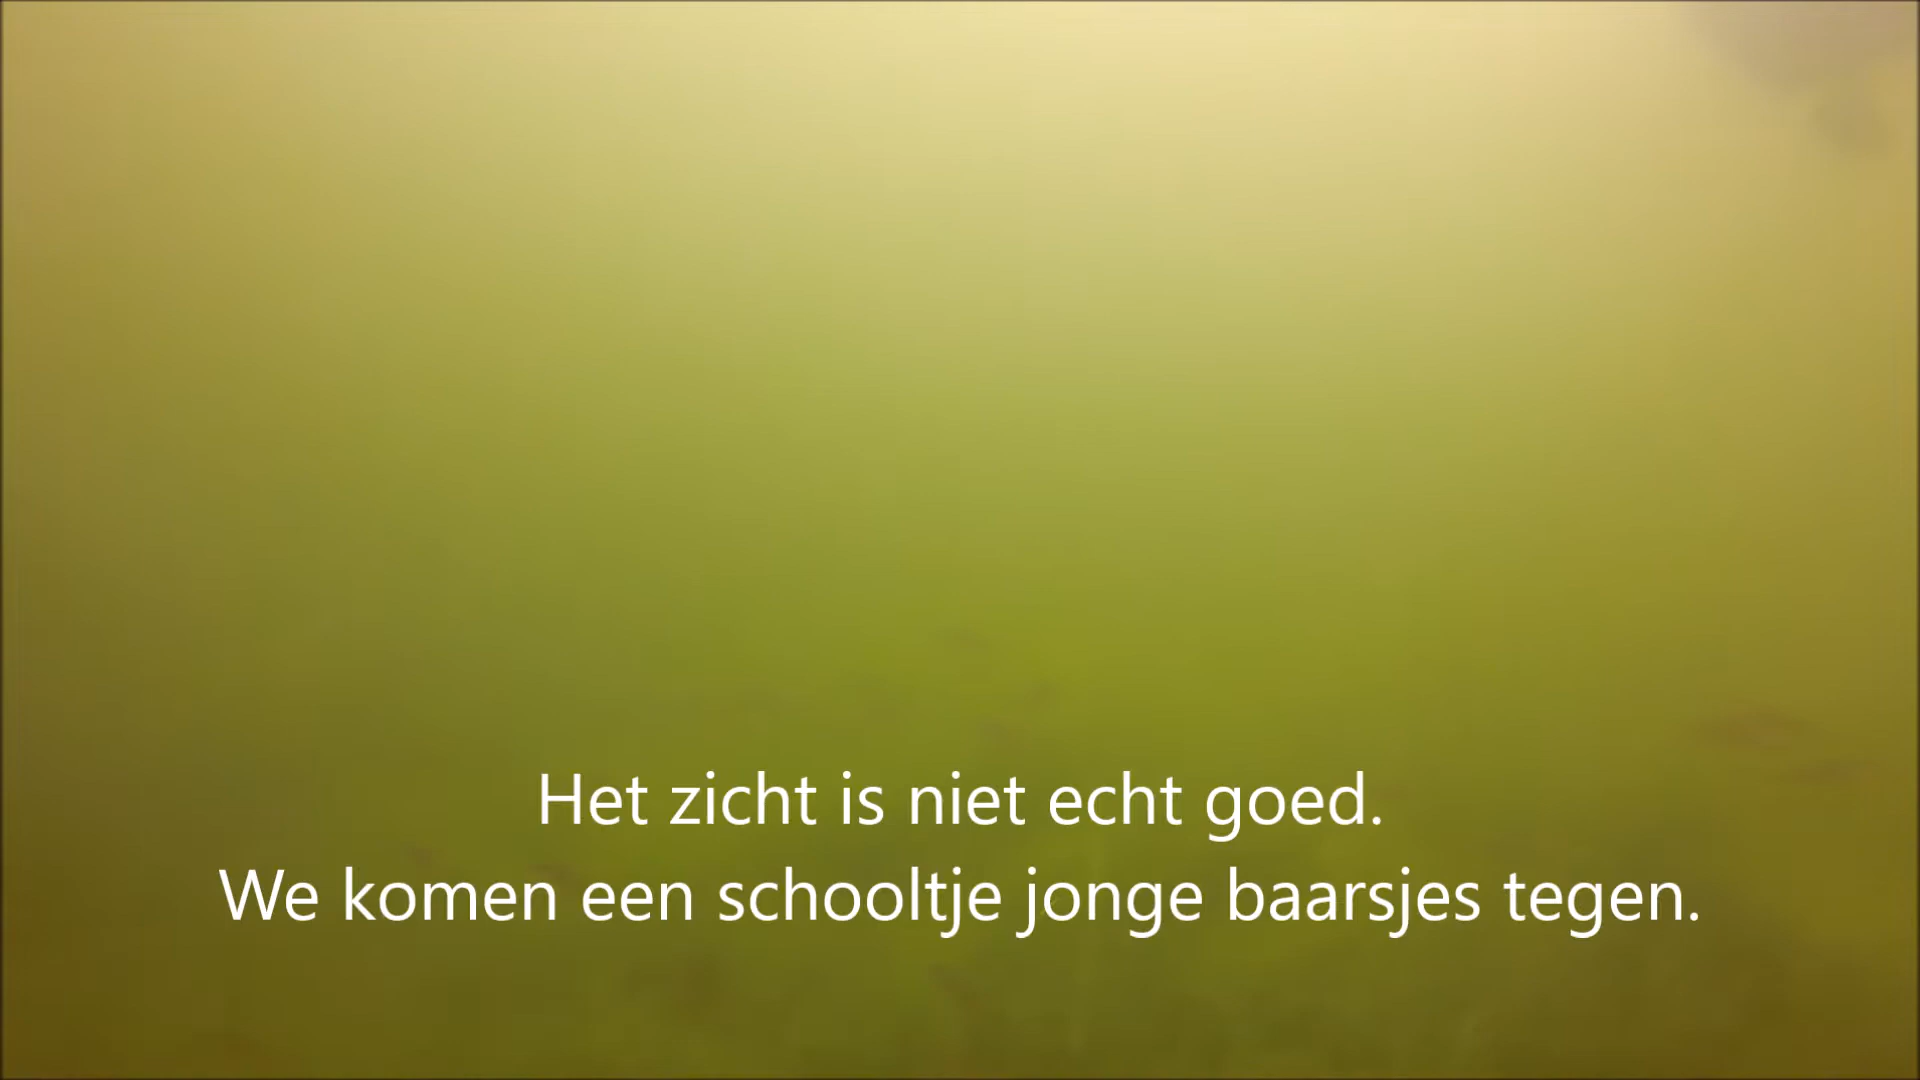 Het zicht is niet echt goed.
We komen een schooltje jonge baarsjes tegen.